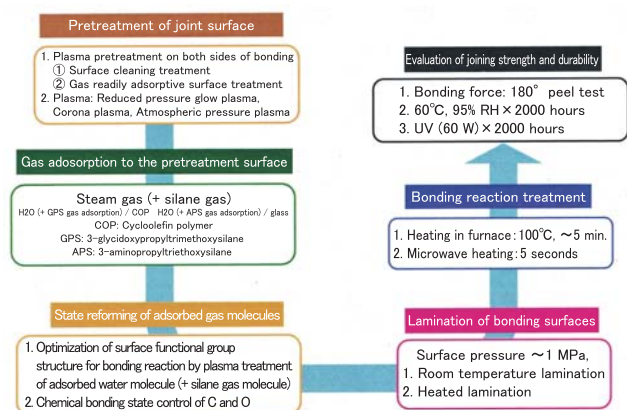 Pretreatment of joint surface
1. Plasma pretreatment on both sides of bonding
① Surface cleaning treatment
② Gas readily adsorptive surface treatment
2. Plasma: Reduced pressure glow plasma,
Corona plasma, Atmospheric pressure plasma
Gas adosorption to the pretreatment surface
Steam gas (+ silane gas)
H2O (+ GPS gas adsorption) / COP H2O (+ APS gas adsorption) / glass
COP: Cycloolefin polymer
GPS: 3-glycidoxypropyltrimethoxysilane
APS: 3-aminopropyltriethoxysilane
State reforming of adsorbed gas molecules
1. Optimization of surface functional group
structure for bonding reaction by plasma treatment
of adsorbed water molecule (+ silane gas molecule)
2. Chemical bonding state control of C and O
Lamination of bonding surfaces
Surface pressure ~1 MPa,
1. Room temperature lamination
2. Heated lamination
Bonding reaction treatment
1. Heating in furnace: 100℃, ~5 min.
2. Microwave heating: 5 seconds
Evaluation of joining strength and durability
1. Bonding force: 180° peel test
2. 60℃, 95% RH×2000 hours
3. UV (60 W)×2000 hours